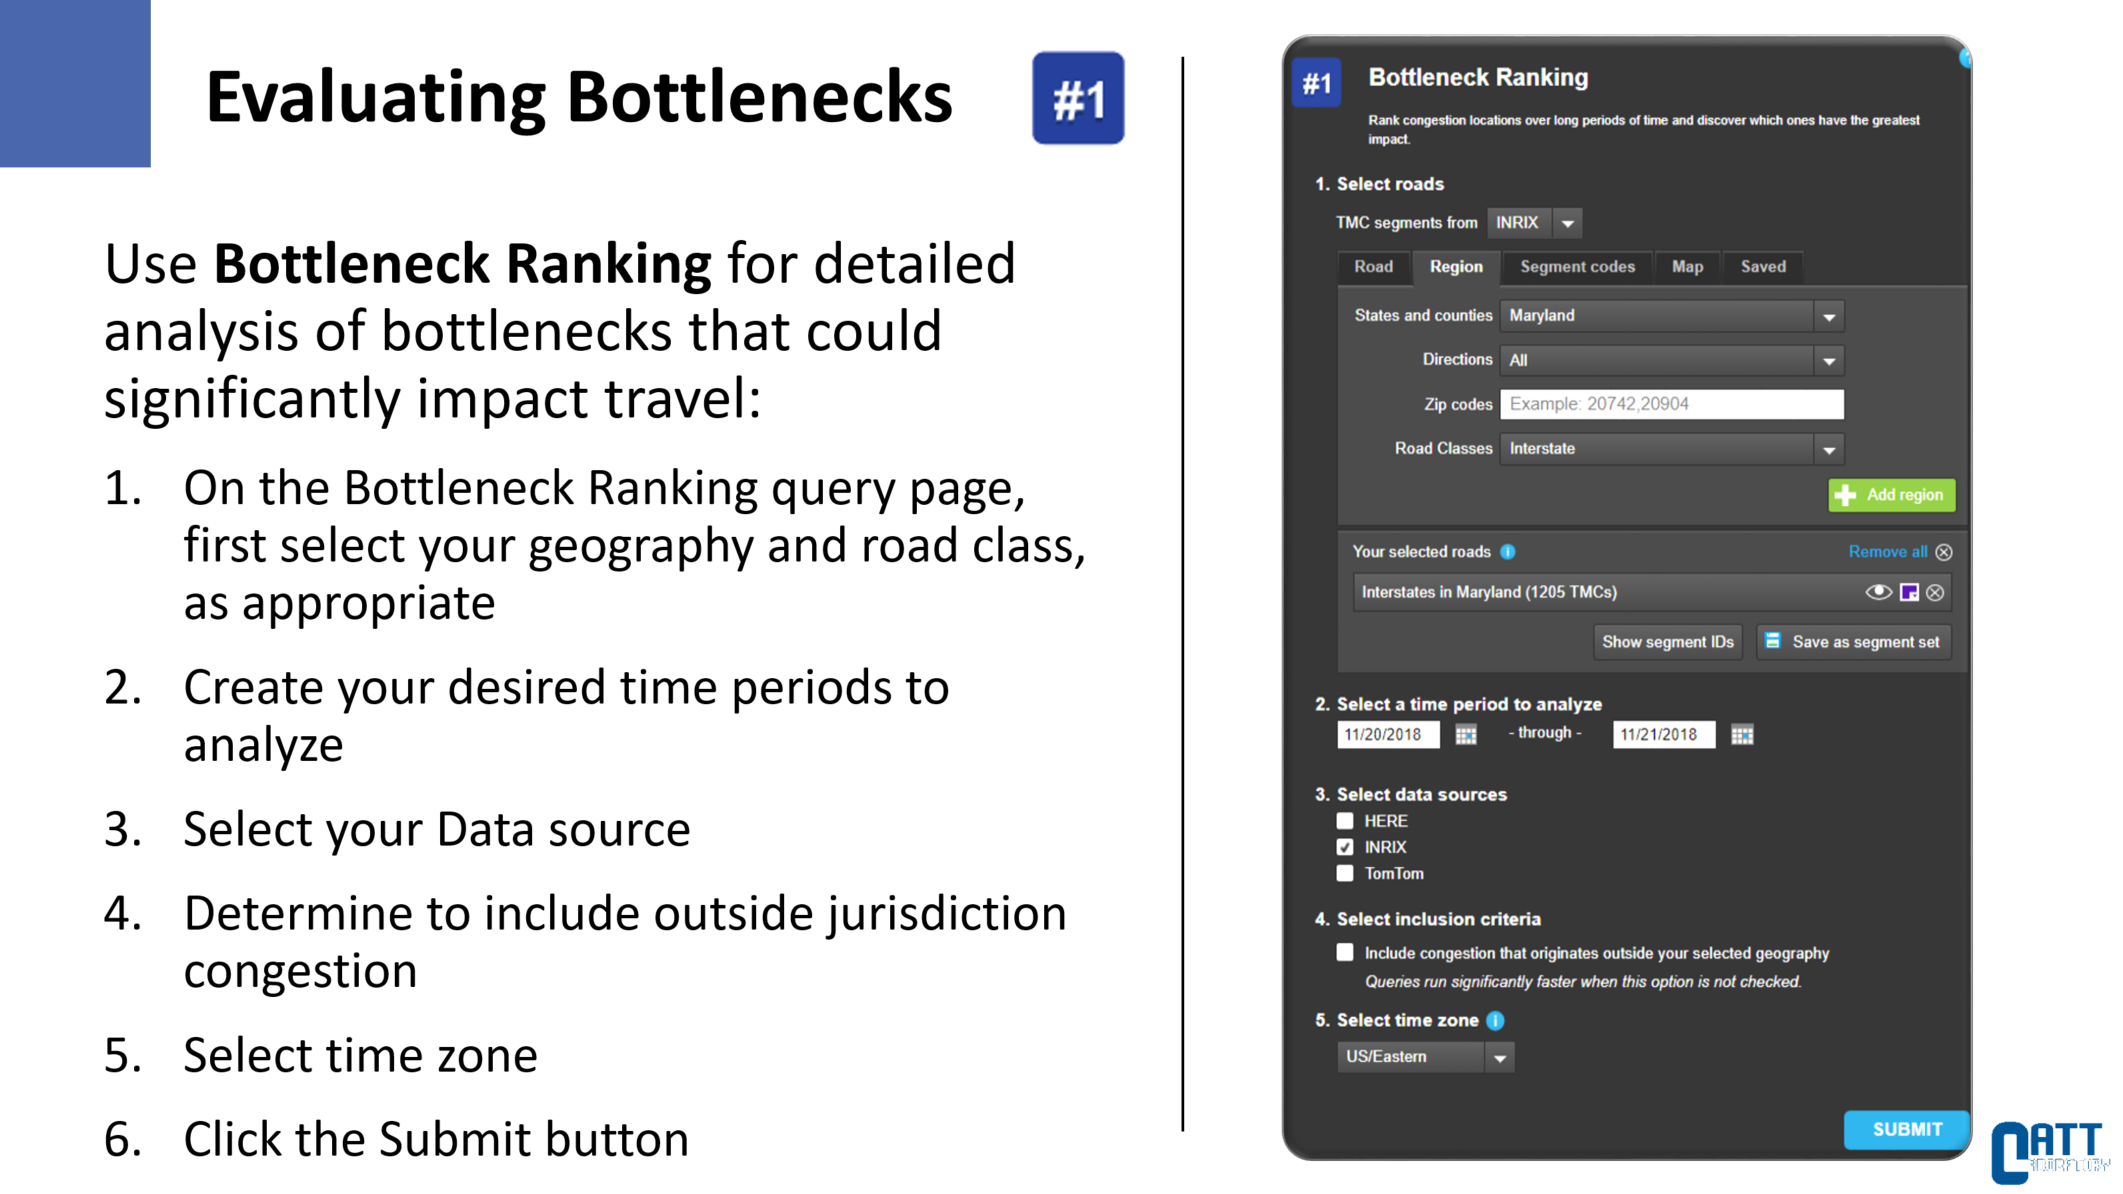 Evaluating Bottlenecks
#1
Use Bottleneck Ranking for detailed
analysis of bottlenecks that could
significantly impact travel:
1. On the Bottleneck Ranking query page,
first select your geography and road class,
as appropriate
2. Create your desired time periods to
analyze
3. Select your Data source
4. Determine to include outside jurisdiction
congestion
5. Select time zone
6. Click the Submit button
#1
Bottleneck Ranking
Rank congestion locations over long periods of time and discover which ones have the greatest
impact.
1. Select roads
TMC segments from INRIX
Road Region Segment codes Map Saved
States and counties Maryland
Directions All
Zip codes Example: 20742,20904
Road Classes Interstate
Add region
Your selected roads Remove all
Interstates in Maryland (1205 TMCs)
Show segment IDs Save as segment set
2. Select a time period to analyze
11/20/2018 - through - 11/21/2018
3. Select data sources
HERE
INRIX
TomTom
4. Select inclusion criteria
Include congestion that originates outside your selected geography
Queries run significantly faster when this option is not checked.
5. Select time zone
US/Eastern
SUBMIT
CATT
LABORATORY